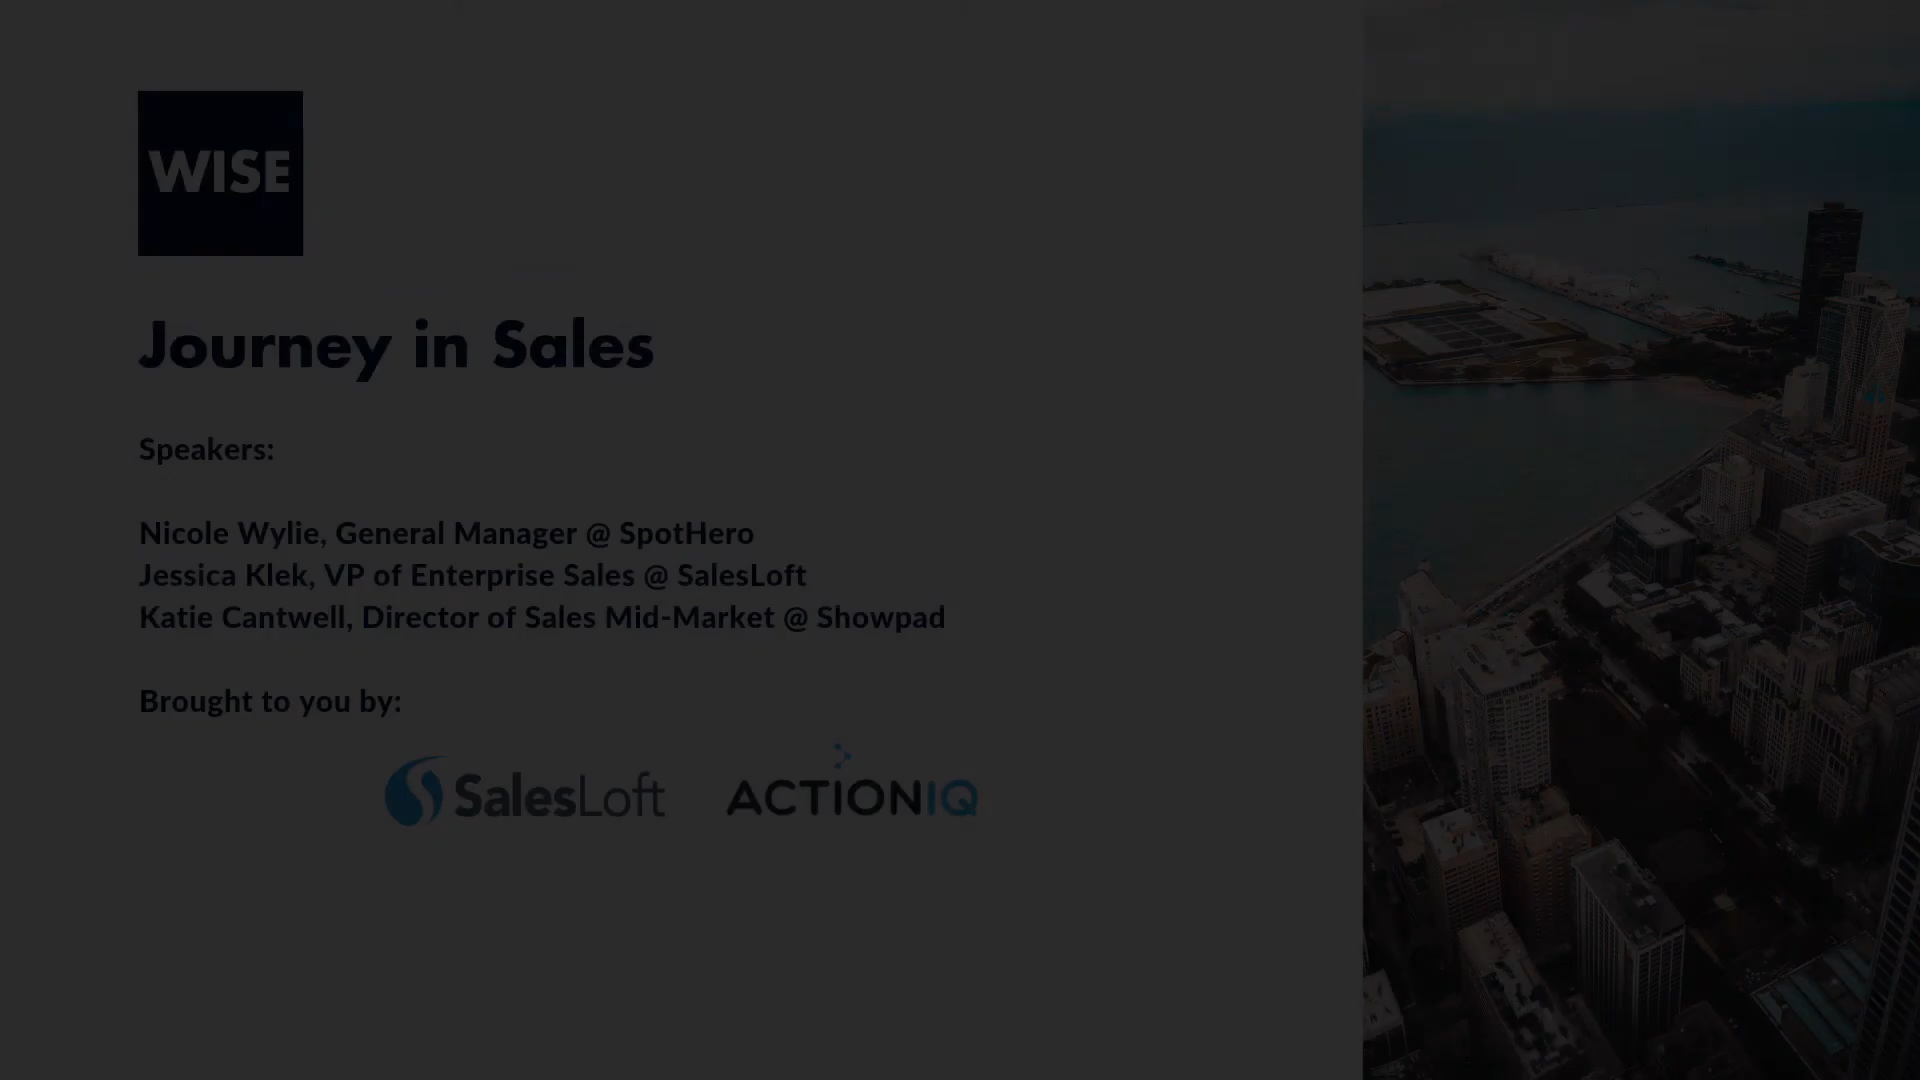 WISE
Journey in Sales
Speakers:
Nicole Wylie, General Manager @ SpotHero
Jessica Klek, VP of Enterprise Sales @ SalesLoft
Katie Cantwell, Director of Sales Mid-Market @ Showpad
Brought to you by:
SalesLoft
ACTIONIQ